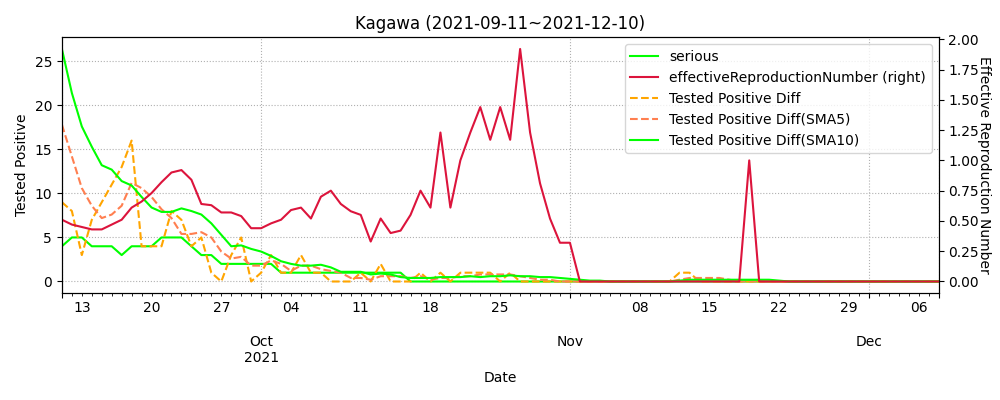 Kagawa (2021-09-11~2021-12-10)
serious
effectiveReproductionNumber (right)
Tested Positive Diff
Tested Positive Diff(SMA5)
Tested Positive Diff(SMA10)
Tested Positive
25
20
15
10
5
0
Effective Reproduction Number
2.00
1.75
1.50
1.25
1.00
0.75
0.50
0.25
0.00
13 20 27 04 11 18 25 08 15 22 29 06
Oct Nov Dec
2021
Date